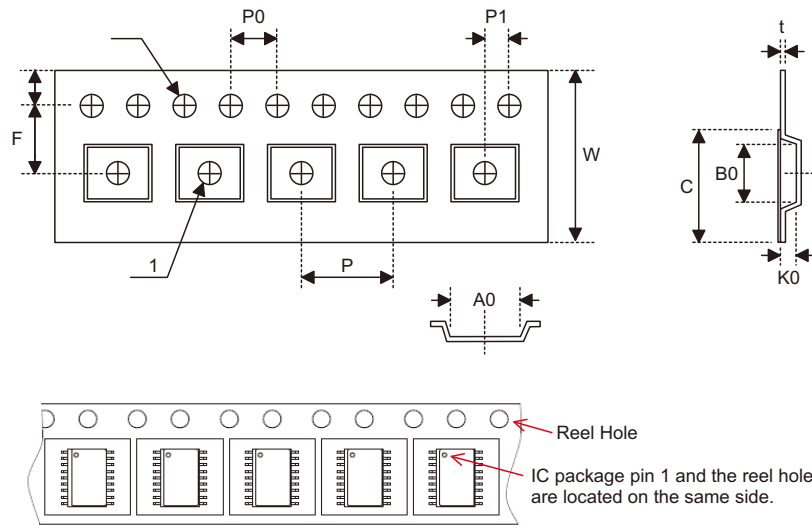 P0
P1
t
F
W
C
B0
1
P
K0
A0
Reel Hole
IC package pin 1 and the reel hole
are located on the same side.